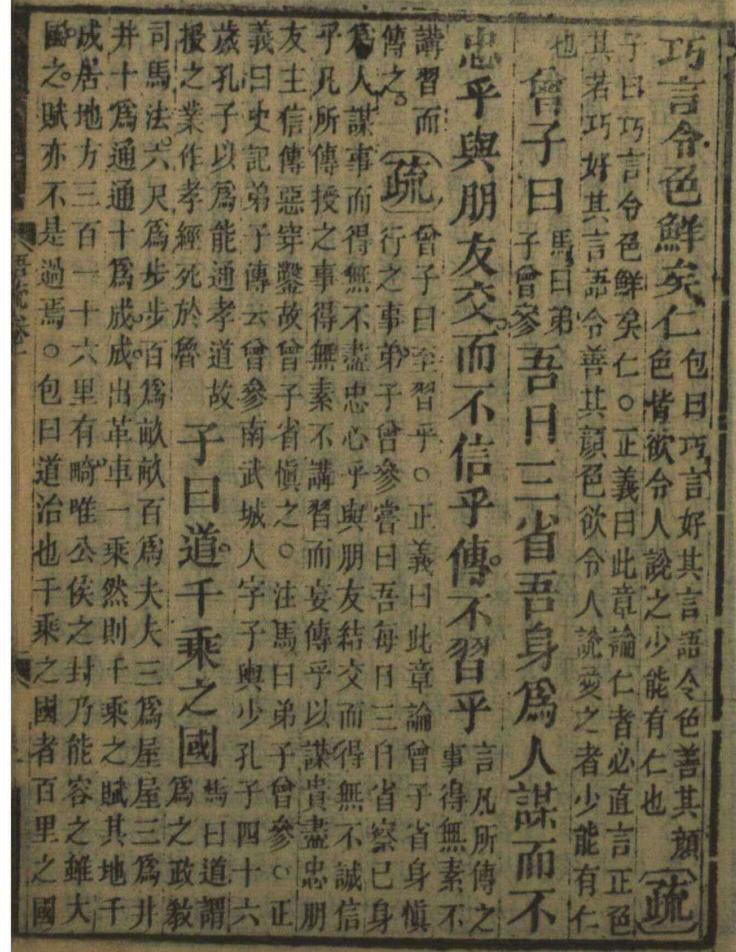 巧言令色鮮矣仁包曰巧言好其言語令色善其顏
色皆欲令人說之少能有仁也疏
子曰巧言令色鮮矣仁○正義曰此章論仁者必直言正色
其若巧好其言語令善其顏色欲令人說愛之者少能有仁
也
曾子曰馬曰弟
子曾參吾日三省吾身爲人謀而不
忠乎與朋友交而不信乎傳不習乎言凡所傳之
事得無素不
講習而
傳之疏曾子曰至習乎○正義曰此章論曾子省身慎
行之事弟子曾參嘗曰吾每日三自省察己身
爲人謀事而得無不盡忠心乎與朋友結交而得無不誠信
乎凡所傳授之事得無素不講習而妄傳乎以謀貴盡忠朋
友主信傳惡穿鑿故曾子省慎之○注馬曰弟子曾參○正
義曰史記弟子傳云曾參南武城人字子輿少孔子四十六
歲孔子以爲能通孝道故
授之業作孝經死於魯
子曰道千乘之國馬曰道謂
爲之政敎
司馬法六尺爲步步百爲畝畝百爲夫夫三爲屋屋三爲井
井十爲通通十爲成成出革車一乘然則千乘之賦其地千
成居地方三百一十六里有畸唯公侯之封乃能容之雖大
國之賦亦不是過焉○包曰道治也千乘之國者百里之國
語疏卷一